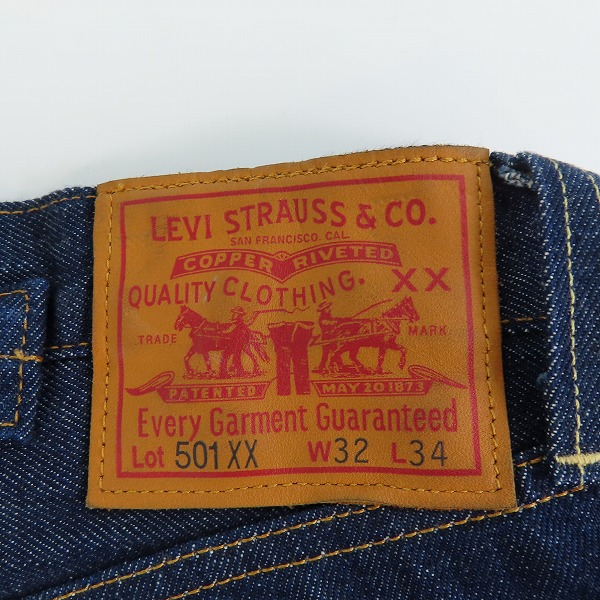 LEVI STRAUSS & CO.
SAN FRANCISCO. CAL.
COPPER RIVETED
QUALITY CLOTHING. XX
TRADE MARK
PATENTED MAY 20 1873
Every Garment Guaranteed
Lot 501XX W32 L34